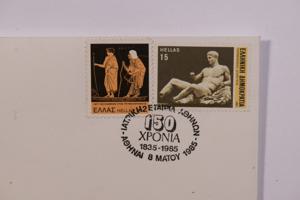 ΕΛΛΑΣ HELLAS
HELLAS
15
ΕΛΛΗΝΙΚΗ ΔΗΜΟΚΡΑΤΙΑ
ΙΑΤΡΙΚΗ ΕΤΑΙΡΕΙΑ ΑΘΗΝΩΝ
150
ΧΡΟΝΙΑ
1835-1985
ΑΘΗΝΑΙ 8 ΜΑΪΟΥ 1985